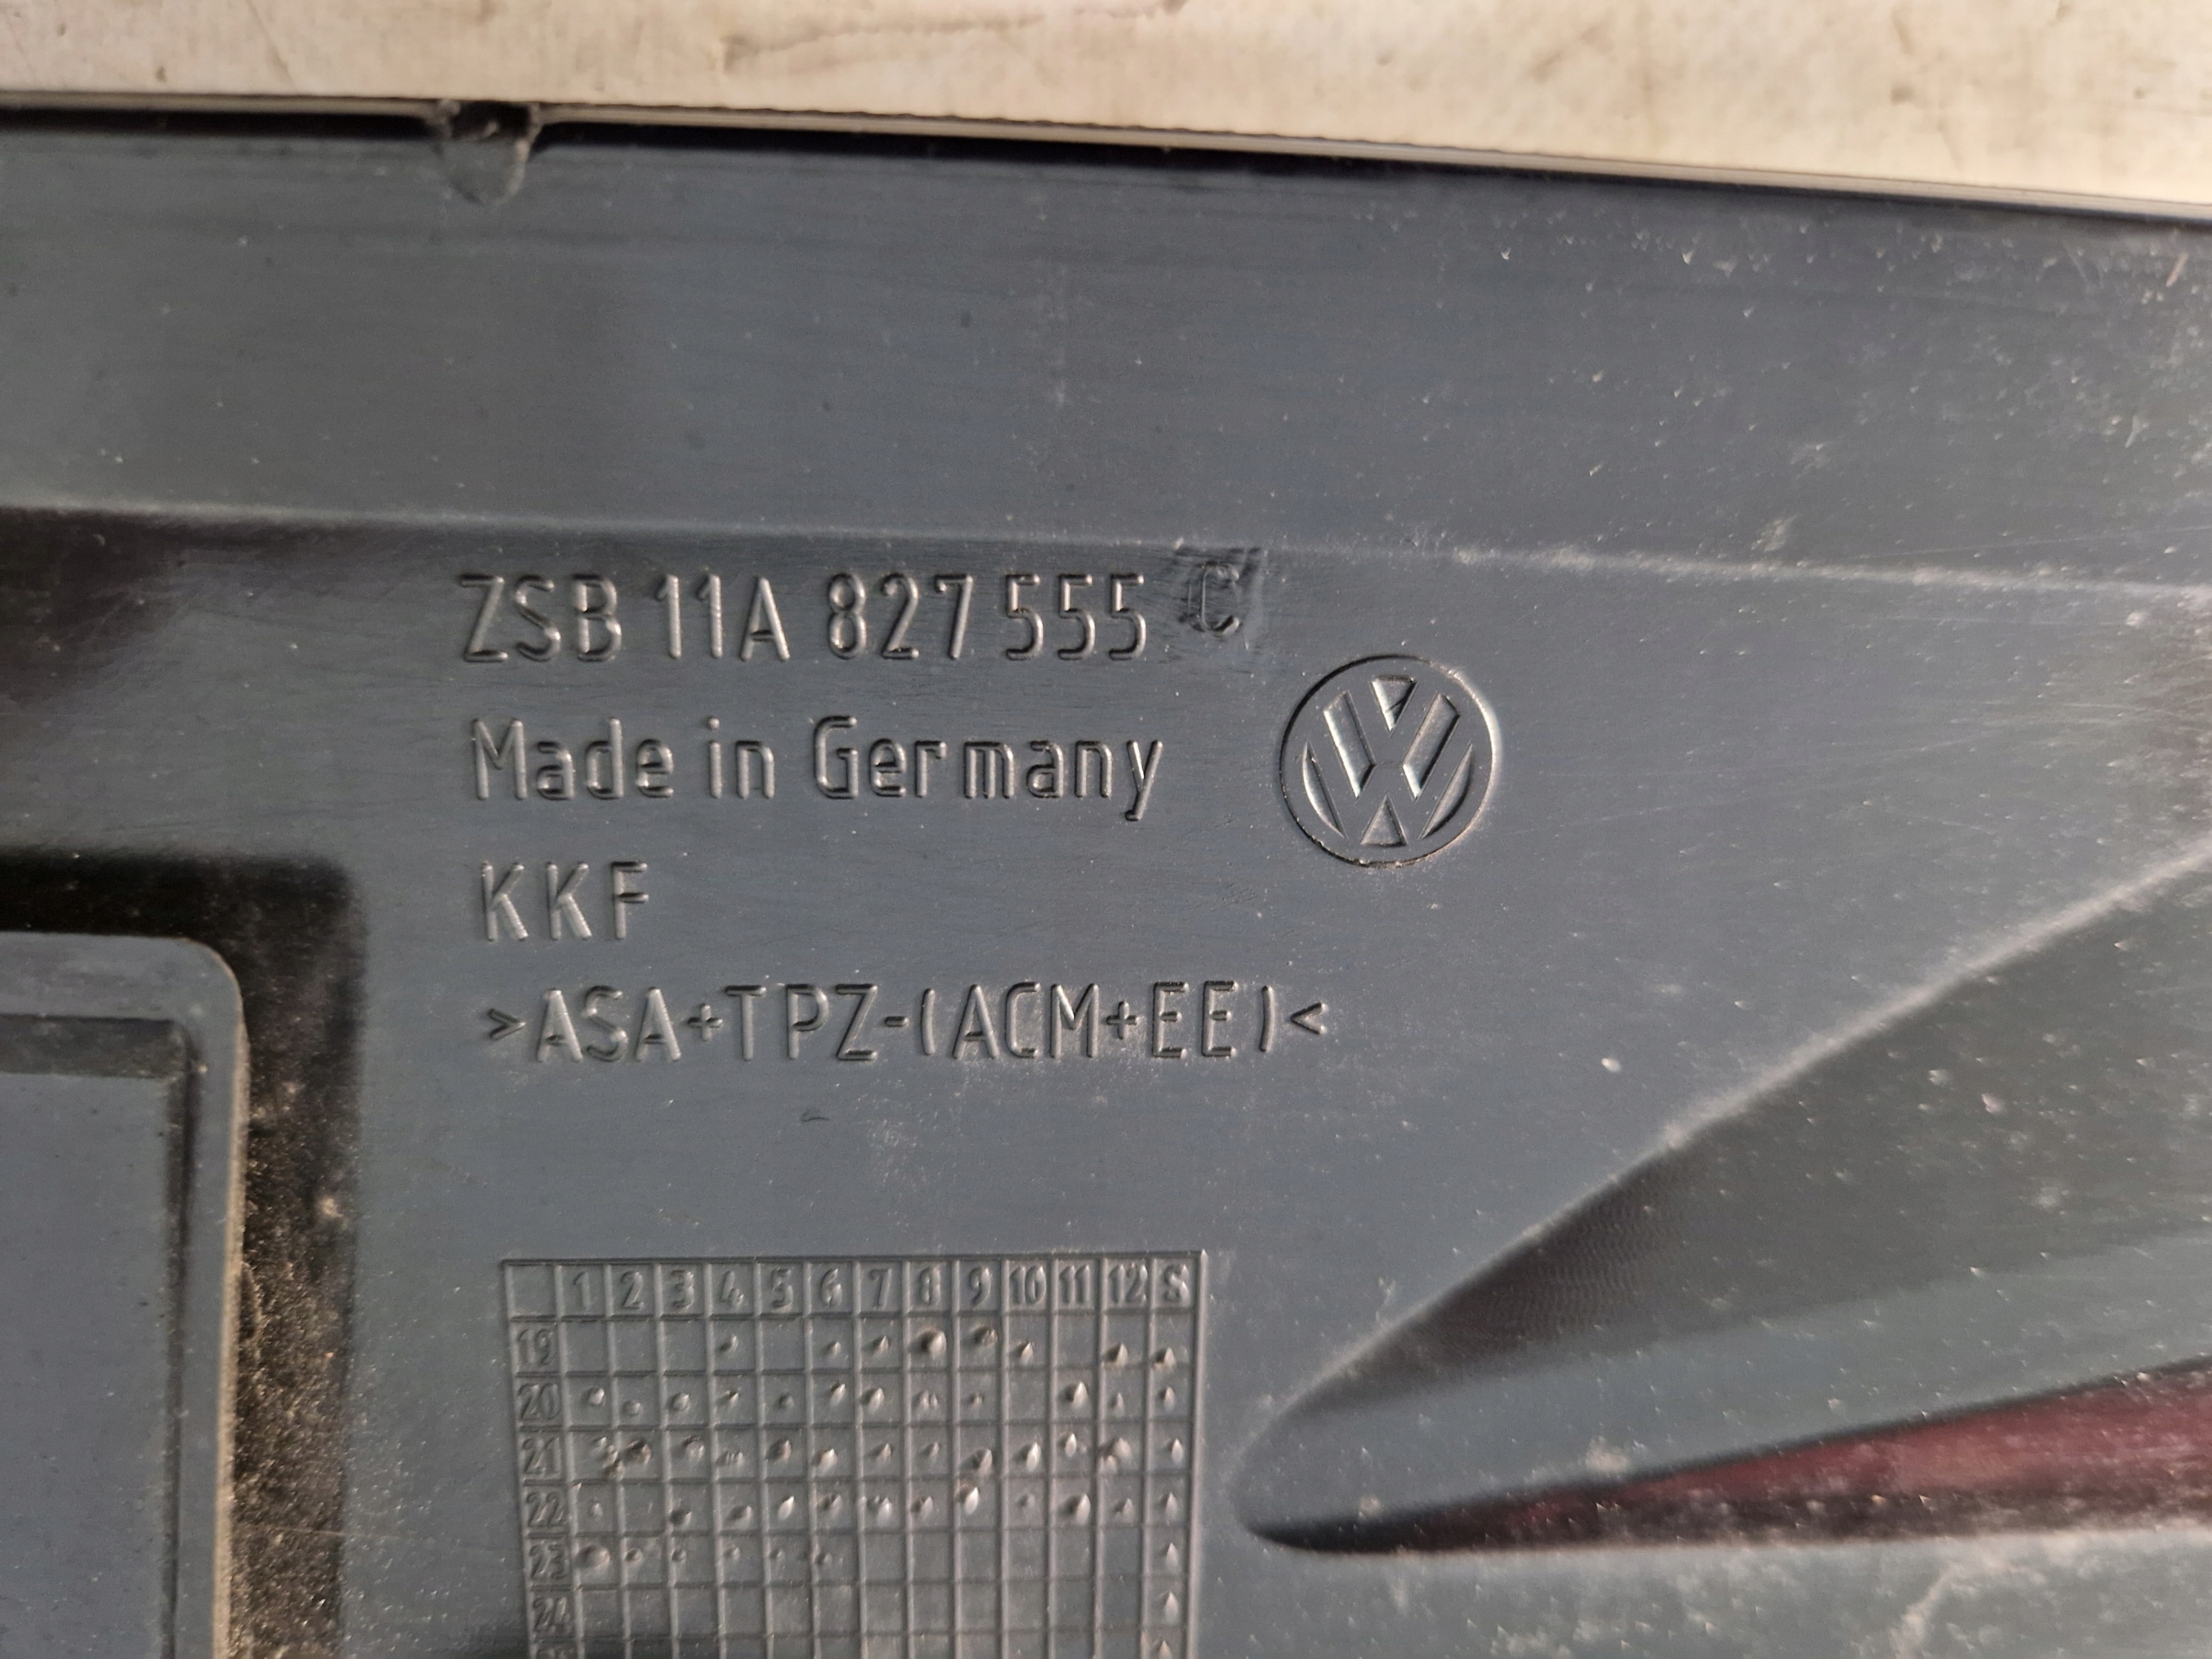 ZSB 11A 827 555 C
Made in Germany
KKF
>ASA+TPZ-(ACM+EE)<
1 2 3 4 5 6 7 8 9 10 11 12 S
19
20
21
22
23
24